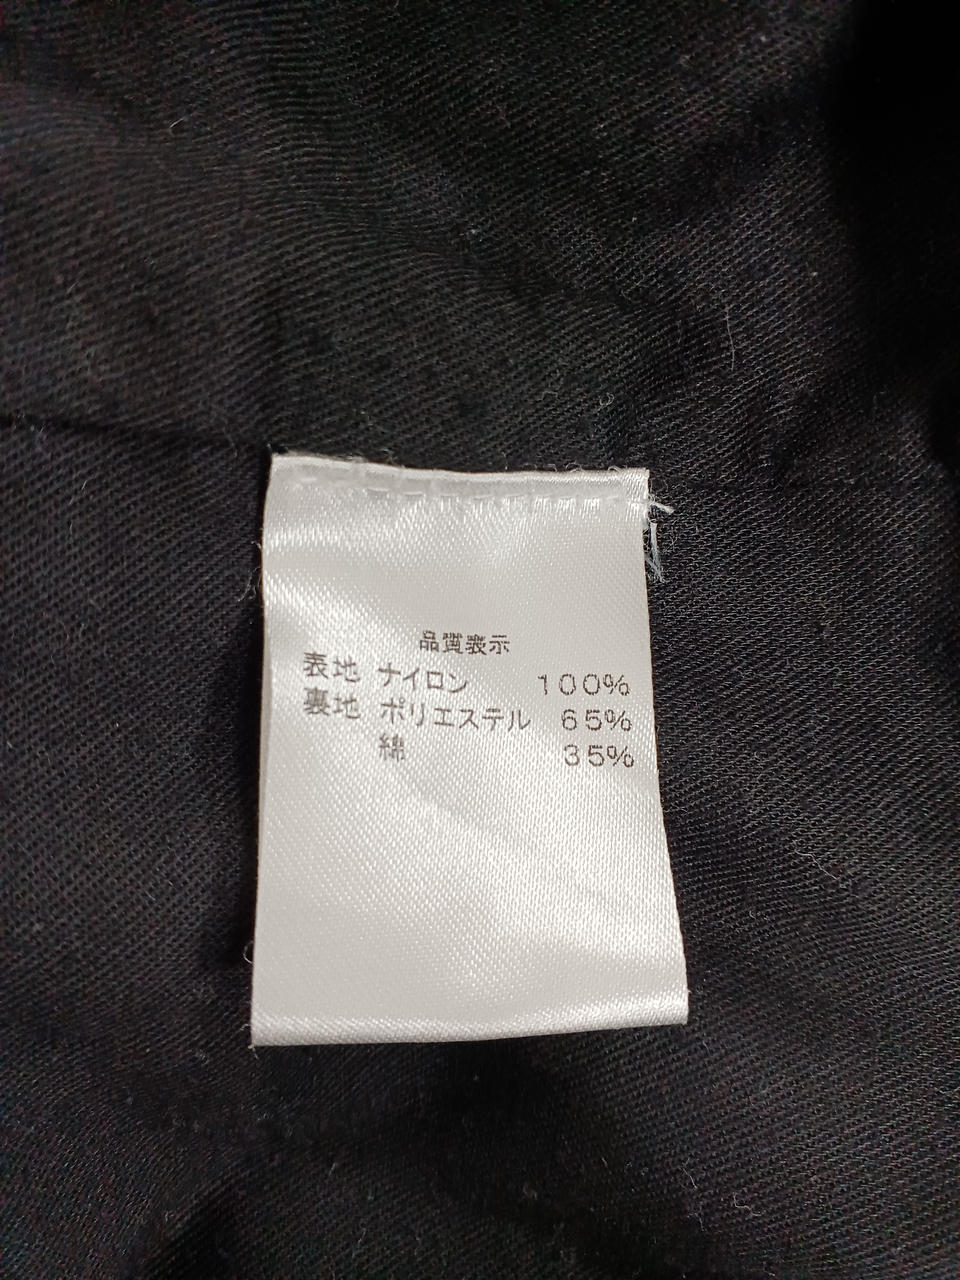 品質表示
表地 ナイロン 100%
裏地 ポリエステル 65%
綿 35%